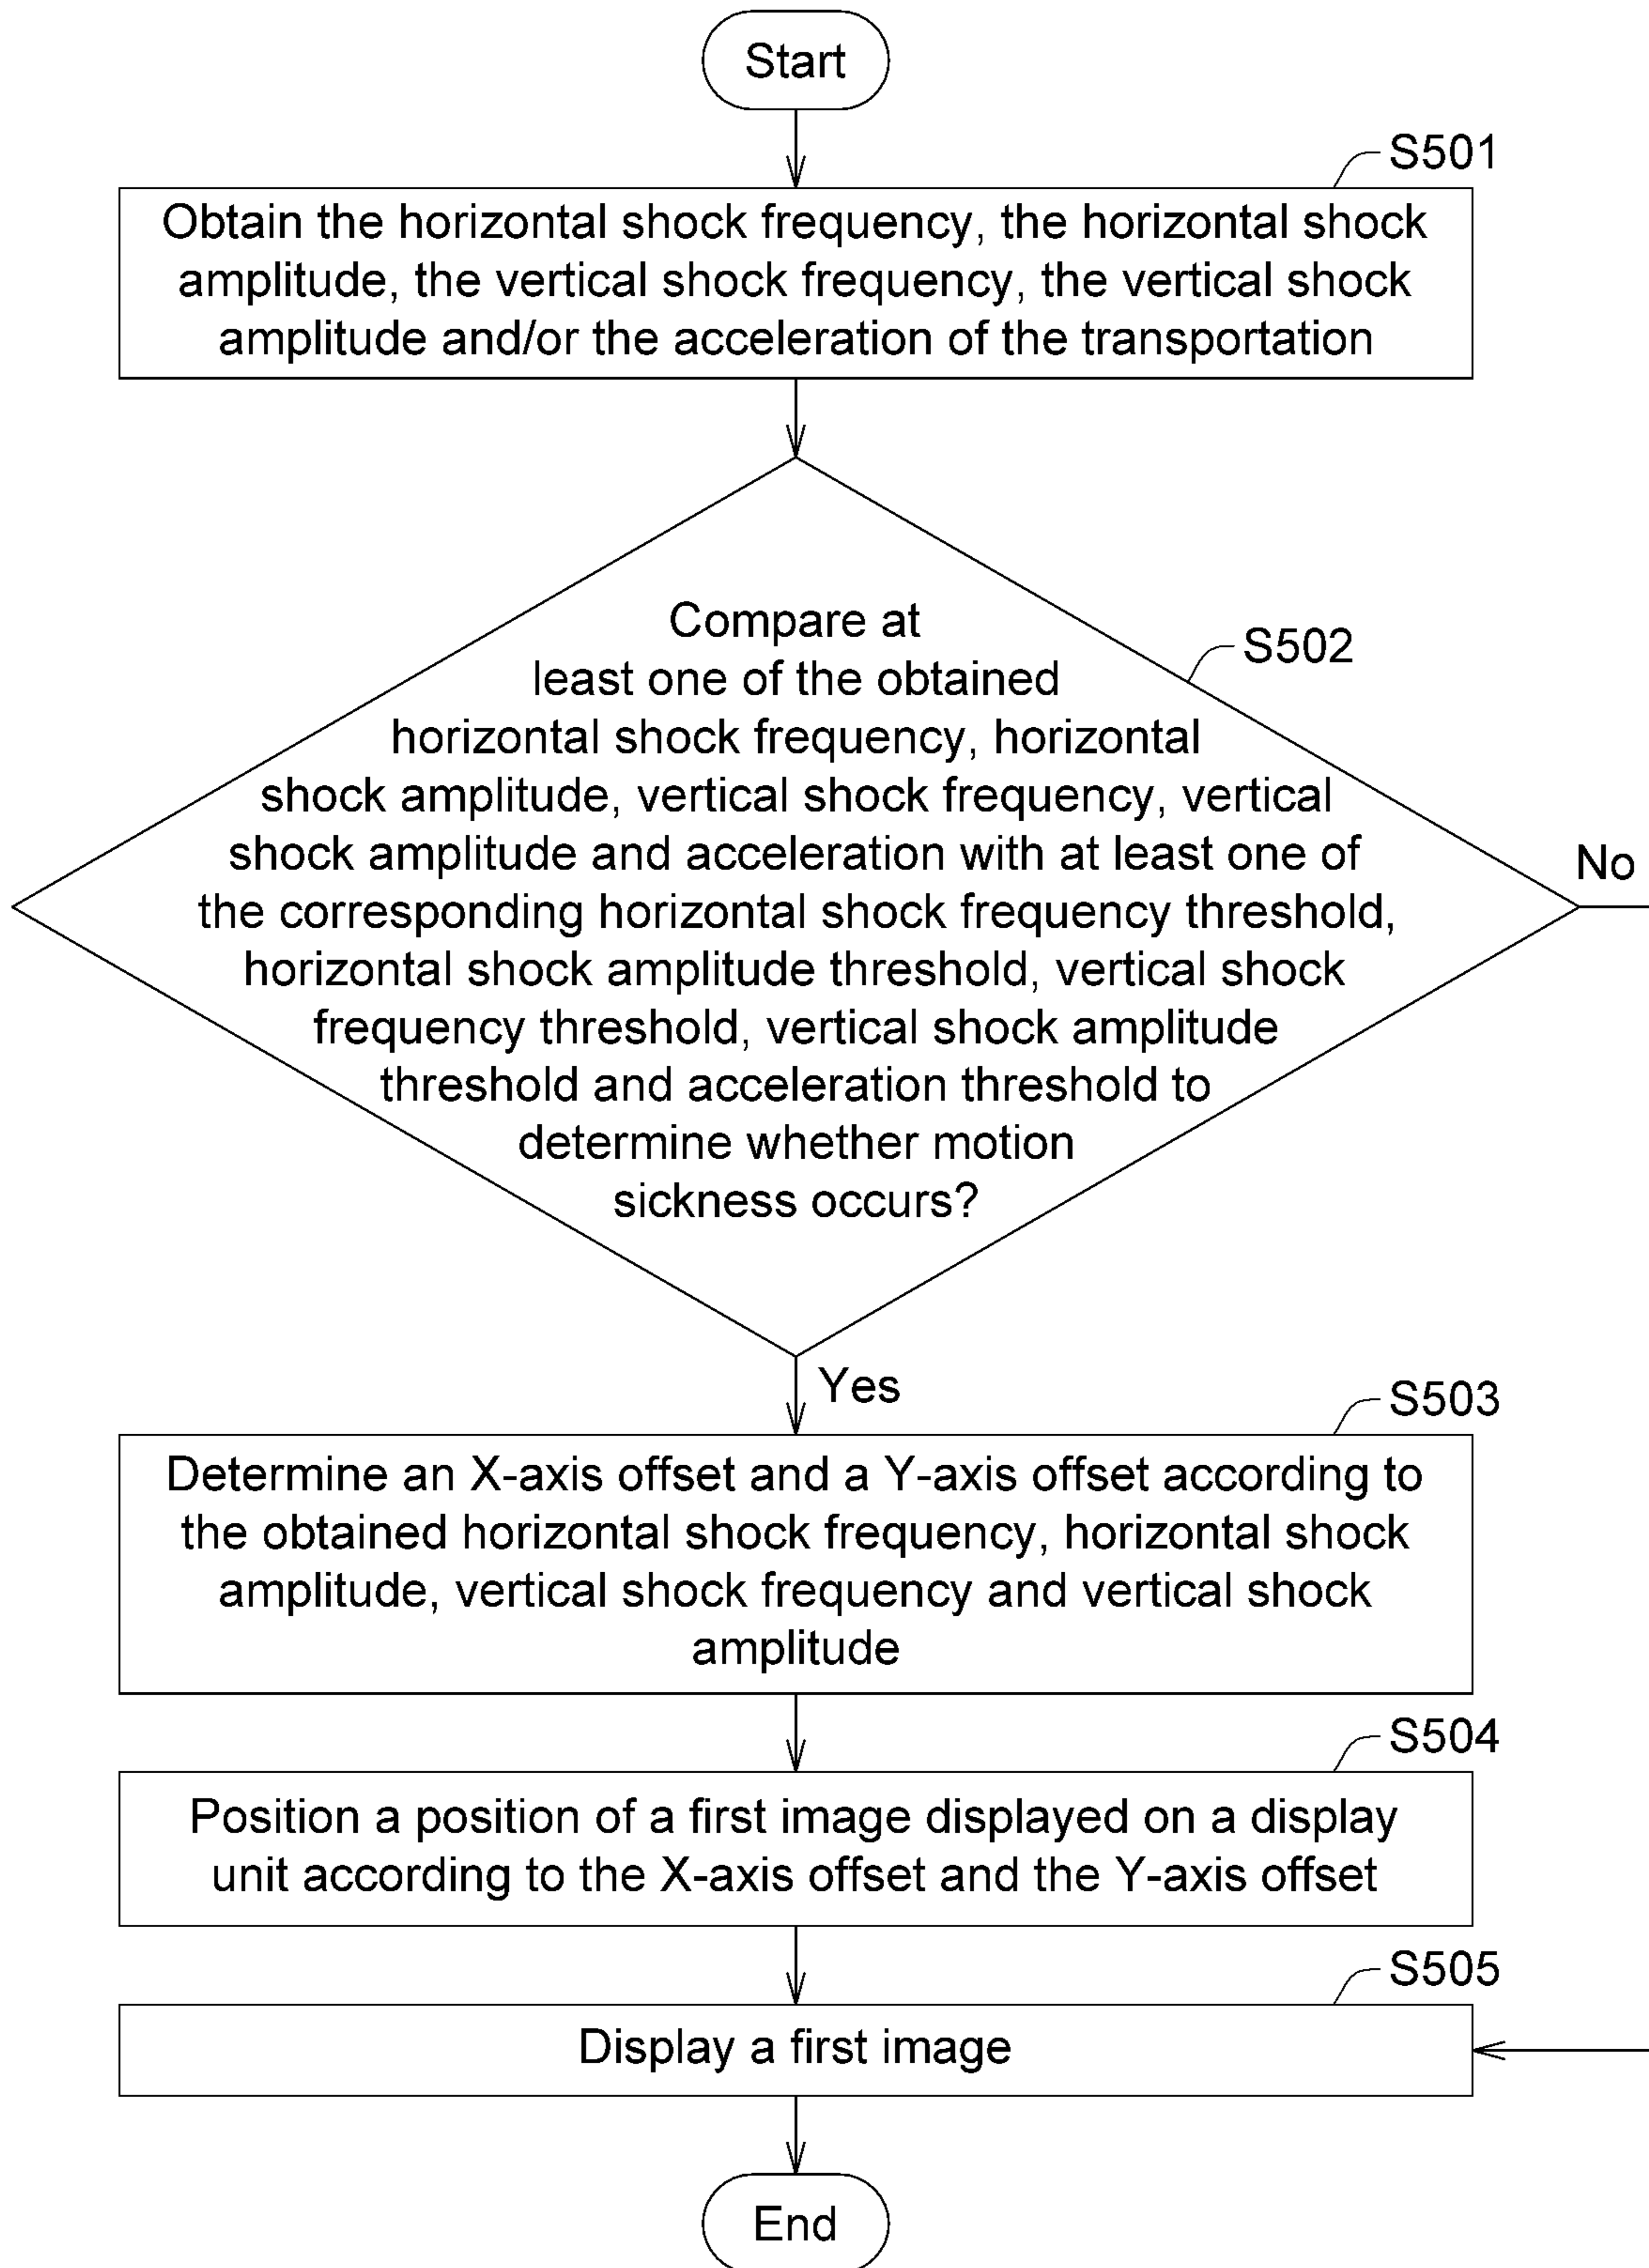 Start
S501
Obtain the horizontal shock frequency, the horizontal shock
amplitude, the vertical shock frequency, the vertical shock
amplitude and/or the acceleration of the transportation
Compare at
S502
least one of the obtained
horizontal shock frequency, horizontal
shock amplitude, vertical shock frequency, vertical
shock amplitude and acceleration with at least one of
No
the corresponding horizontal shock frequency threshold,
horizontal shock amplitude threshold, vertical shock
frequency threshold, vertical shock amplitude
threshold and acceleration threshold to
determine whether motion
sickness occurs?
Yes
S503
Determine an X-axis offset and a Y-axis offset according to
the obtained horizontal shock frequency, horizontal shock
amplitude, vertical shock frequency and vertical shock
amplitude
S504
Position a position of a first image displayed on a display
unit according to the X-axis offset and the Y-axis offset
S505
Display a first image
End